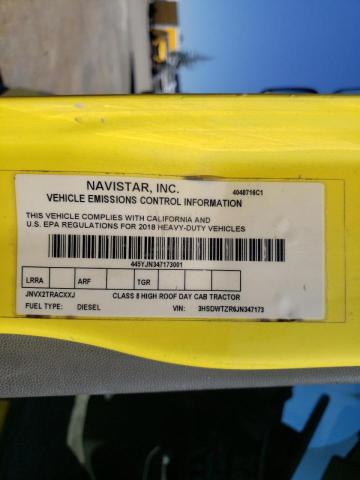 NAVISTAR, INC.
4048716C1
VEHICLE EMISSIONS CONTROL INFORMATION
THIS VEHICLE COMPLIES WITH CALIFORNIA AND
U.S. EPA REGULATIONS FOR 2018 HEAVY-DUTY VEHICLES
445YJN347173001
LRRA ARF TGR
JNVX2TRACXXJ CLASS 8 HIGH ROOF DAY CAB TRACTOR
FUEL TYPE: DIESEL VIN: 3HSDWTZR6JN347173